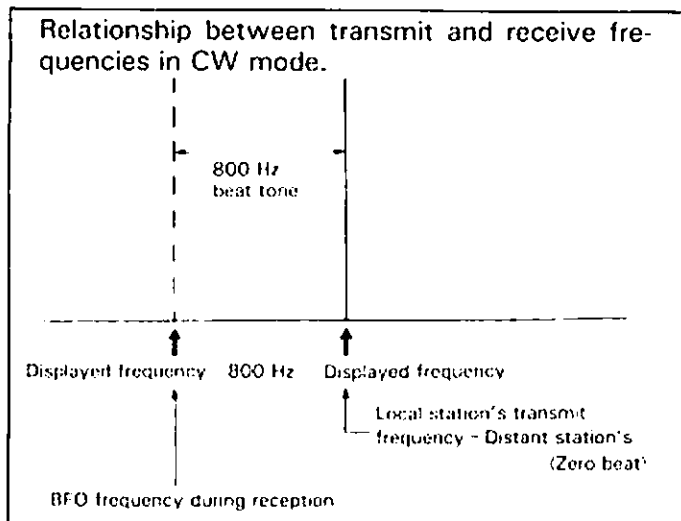 Relationship between transmit and receive fre-
quencies in CW mode.
800 Hz
beat tone
Displayed frequency 800 Hz Displayed frequency
Local station's transmit
frequency - Distant station's
(Zero beat)
BFO frequency during reception